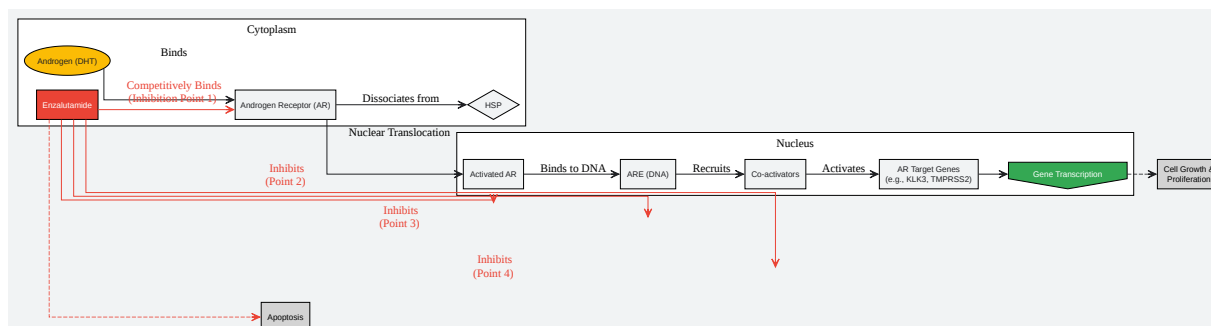 Cytoplasm
Binds
Androgen (DHT)
Competitively Binds
(Inhibition Point 1)
Enzalutamide
Androgen Receptor (AR)
Dissociates from
HSP
Nuclear Translocation
Nucleus
Inhibits
(Point 2)
Activated AR
Binds to DNA
ARE (DNA)
Recruits
Co-activators
Activates
AR Target Genes
(e.g., KLK3, TMPRSS2)
Gene Transcription
Cell Growth &
Proliferation
Inhibits
(Point 3)
Inhibits
(Point 4)
Apoptosis